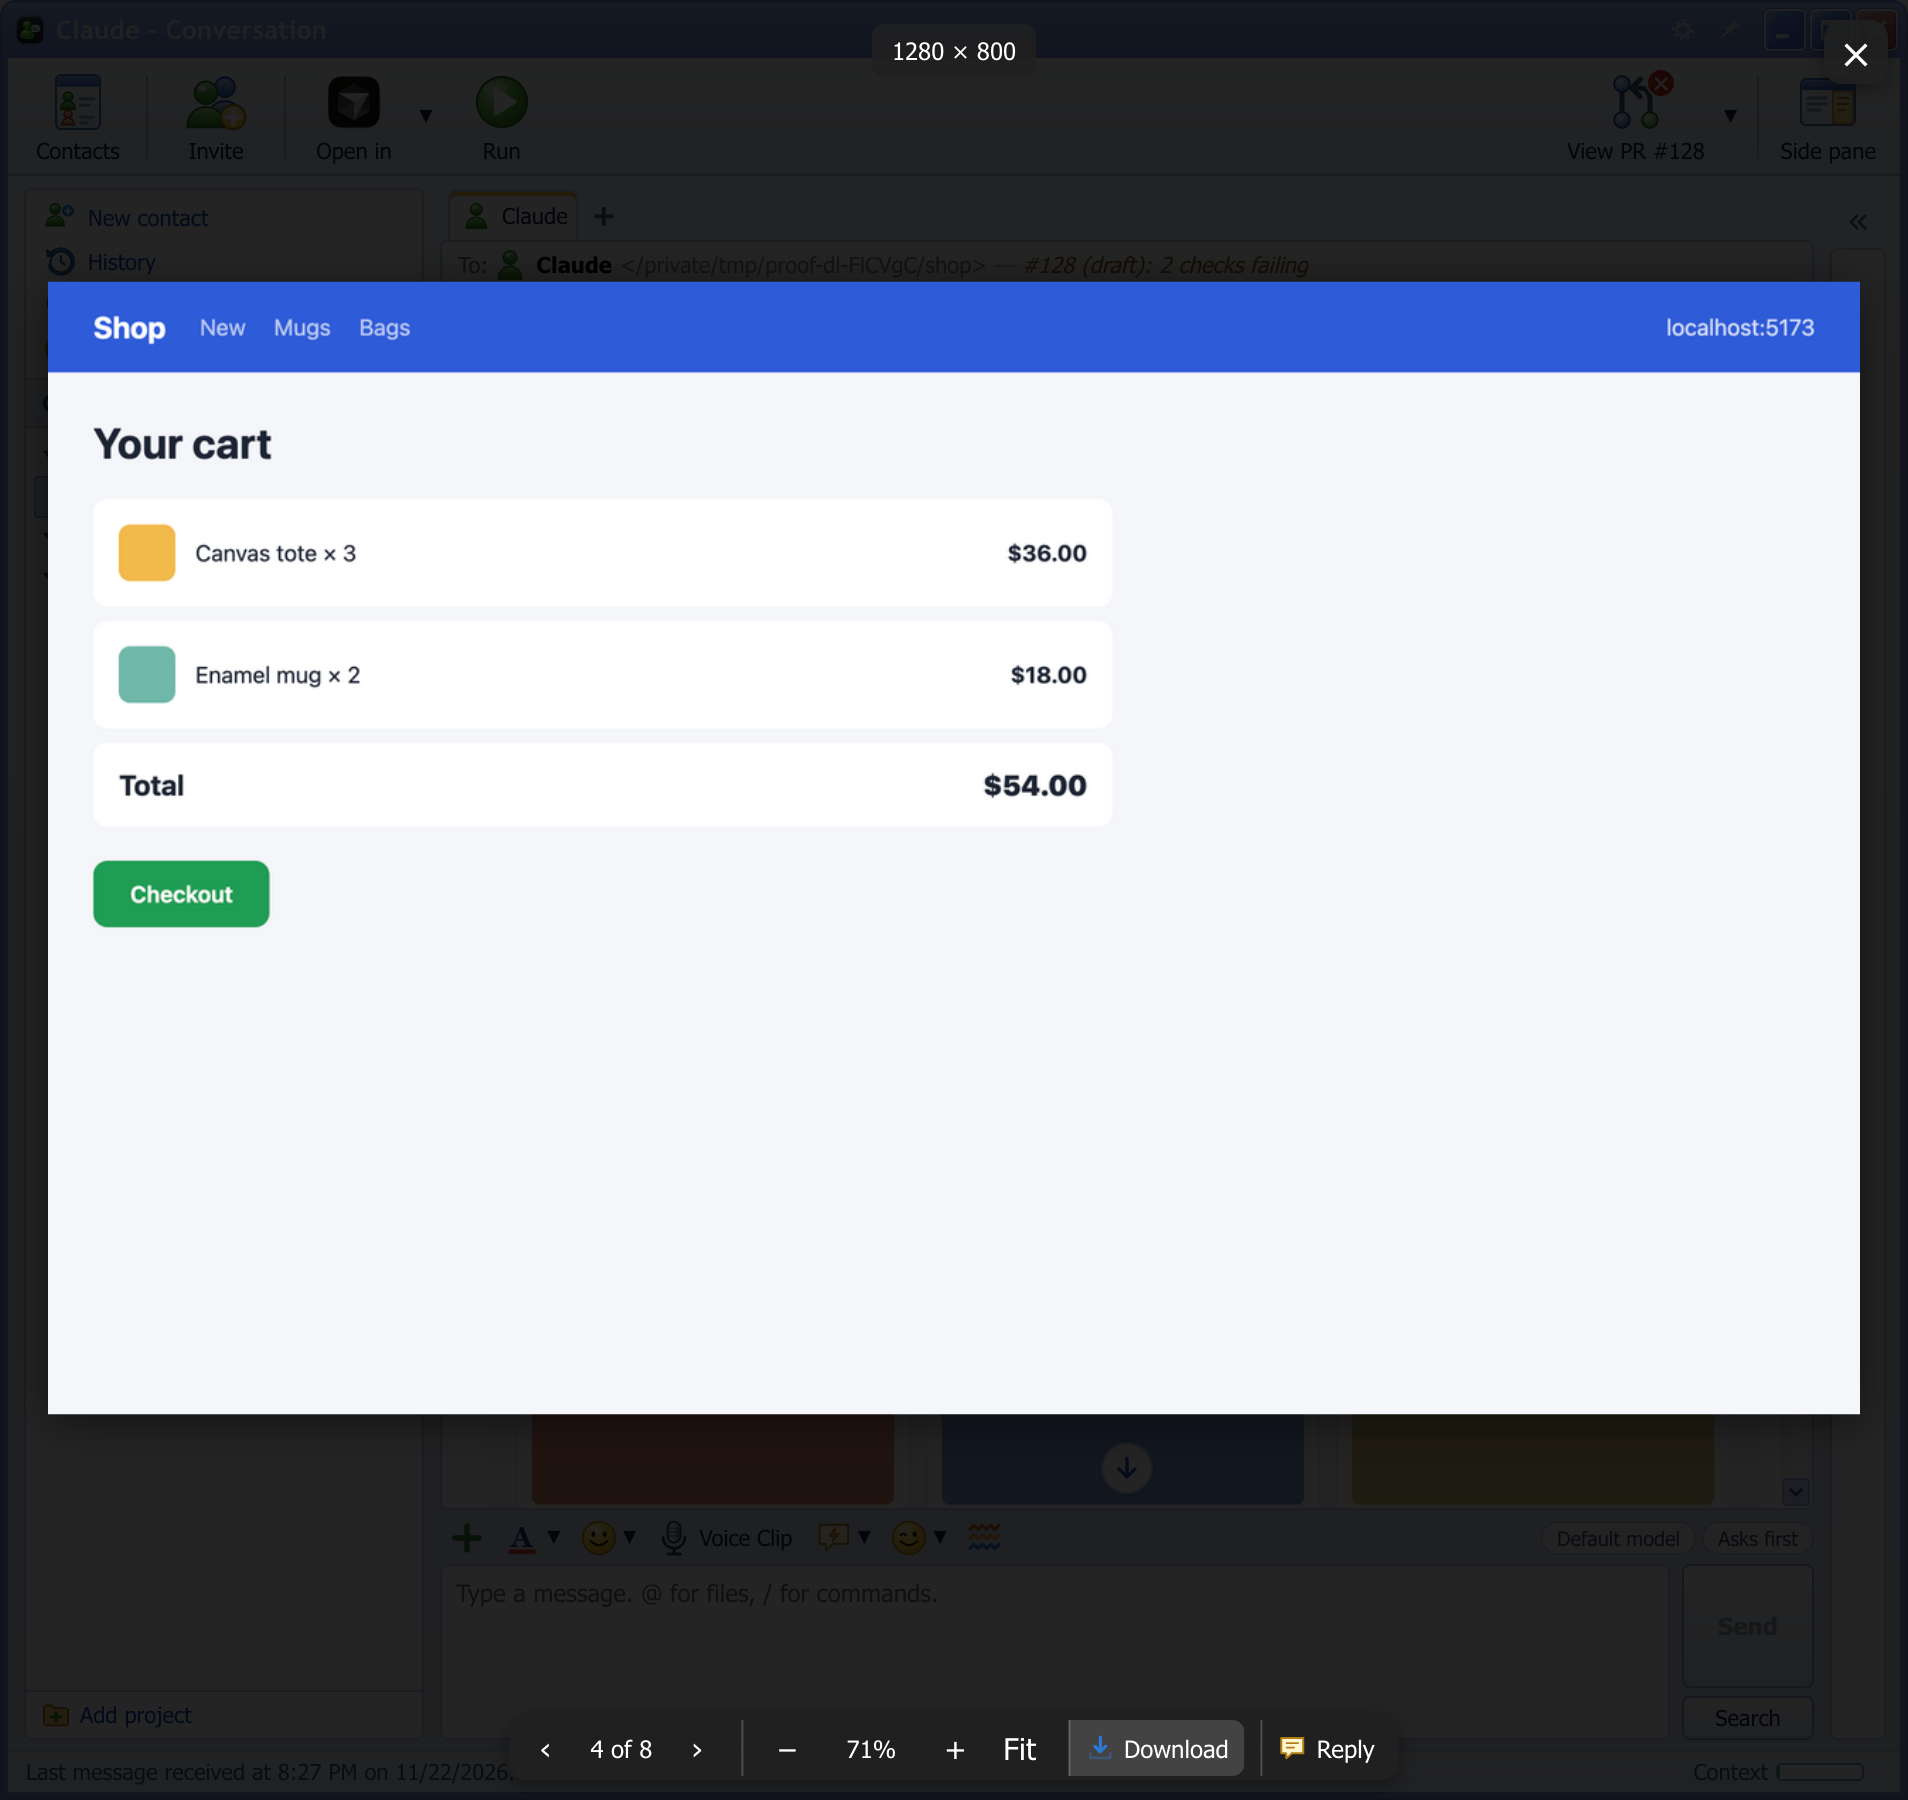 Claude - Conversation
1280 × 800
Contacts
Invite
Open in
Run
View PR #128
Side pane
New contact
History
Claude
To: Claude </private/tmp/proof-dl-FlCVgC/shop> — #128 (draft): 2 checks failing
Shop New Mugs Bags localhost:5173
Your cart
Canvas tote × 3 $36.00
Enamel mug × 2 $18.00
Total $54.00
Checkout
Voice Clip
Default model
Asks first
Type a message. @ for files, / for commands.
Send
Search
Add project
4 of 8
71%
Fit
Download
Reply
Last message received at 8:27 PM on 11/22/2026.
Context